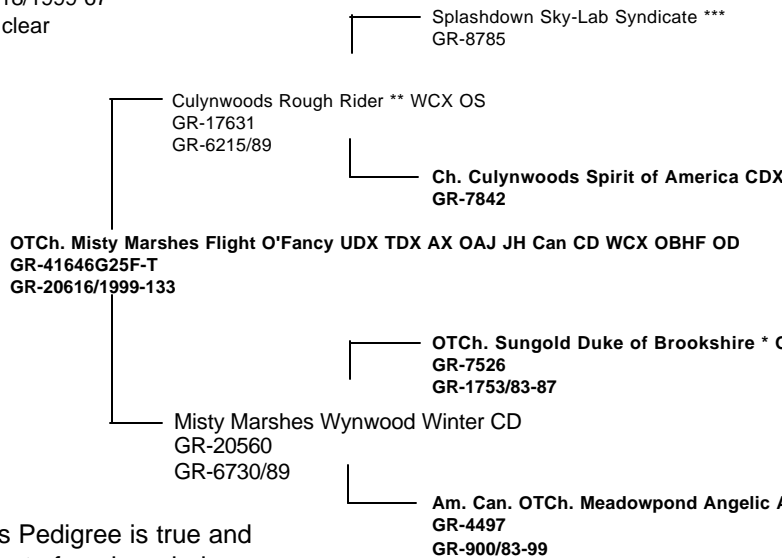 clear
Splashdown Sky-Lab Syndicate ***
GR-8785
Culynwoods Rough Rider ** WCX OS
GR-17631
GR-6215/89
Ch. Culynwoods Spirit of America CDX
GR-7842
OTCh. Misty Marshes Flight O'Fancy UDX TDX AX OAJ JH Can CD WCX OBHF OD
GR-41646G25F-T
GR-20616/1999-133
OTCh. Sungold Duke of Brookshire *
GR-7526
GR-1753/83-87
Misty Marshes Wynwood Winter CD
GR-20560
GR-6730/89
Am. Can. OTCh. Meadowpond Angelic
GR-4497
GR-900/83-99
s Pedigree is true and